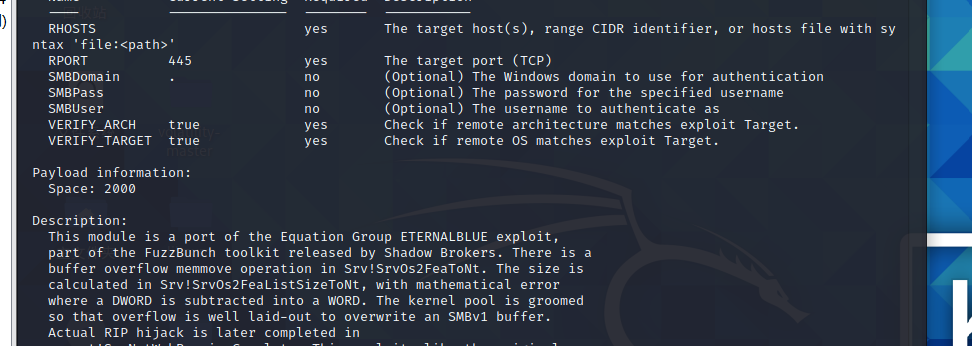 RHOSTS yes The target host(s), range CIDR identifier, or hosts file with sy
ntax 'file:<path>'
RPORT 445 yes The target port (TCP)
SMBDomain . no (Optional) The Windows domain to use for authentication
SMBPass no (Optional) The password for the specified username
SMBUser no (Optional) The username to authenticate as
VERIFY_ARCH true yes Check if remote architecture matches exploit Target.
VERIFY_TARGET true yes Check if remote OS matches exploit Target.
Payload information:
Space: 2000
Description:
This module is a port of the Equation Group ETERNALBLUE exploit,
part of the FuzzBunch toolkit released by Shadow Brokers. There is a
buffer overflow memmove operation in Srv!SrvOs2FeaToNt. The size is
calculated in Srv!SrvOs2FeaListSizeToNt, with mathematical error
where a DWORD is subtracted into a WORD. The kernel pool is groomed
so that overflow is well laid-out to overwrite an SMBv1 buffer.
Actual RIP hijack is later completed in